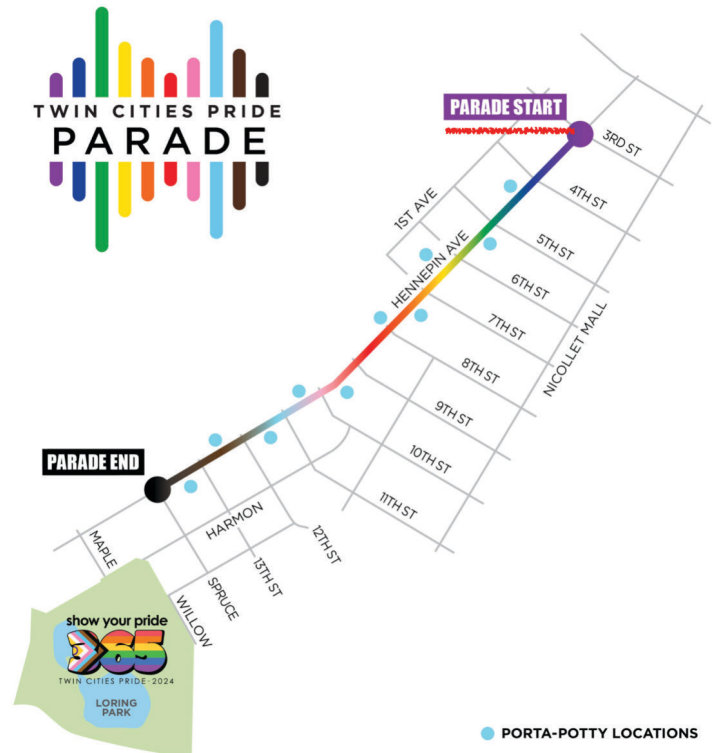 TWIN CITIES PRIDE
PARADE
PARADE START
3RD ST
4TH ST
1ST AVE
5TH ST
HENNEPIN AVE
6TH ST
7TH ST
NICOLLET MALL
8TH ST
9TH ST
10TH ST
PARADE END
11TH ST
HARMON
12TH ST
MAPLE
13TH ST
SPRUCE
WILLOW
show your pride
365
TWIN CITIES PRIDE-2024
LORING
PARK
PORTA-POTTY LOCATIONS